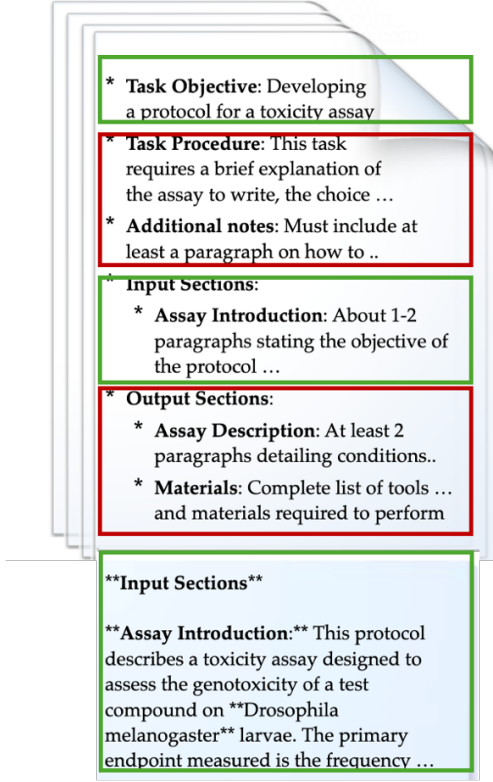 * Task Objective: Developing
a protocol for a toxicity assay
* Task Procedure: This task
requires a brief explanation of
the assay to write, the choice ...
* Additional notes: Must include at
least a paragraph on how to ..
* Input Sections:
* Assay Introduction: About 1-2
paragraphs stating the objective of
the protocol ...
* Output Sections:
* Assay Description: At least 2
paragraphs detailing conditions..
* Materials: Complete list of tools ...
and materials required to perform
**Input Sections**
**Assay Introduction:** This protocol
describes a toxicity assay designed to
assess the genotoxicity of a test
compound on **Drosophila
melanogaster** larvae. The primary
endpoint measured is the frequency ...